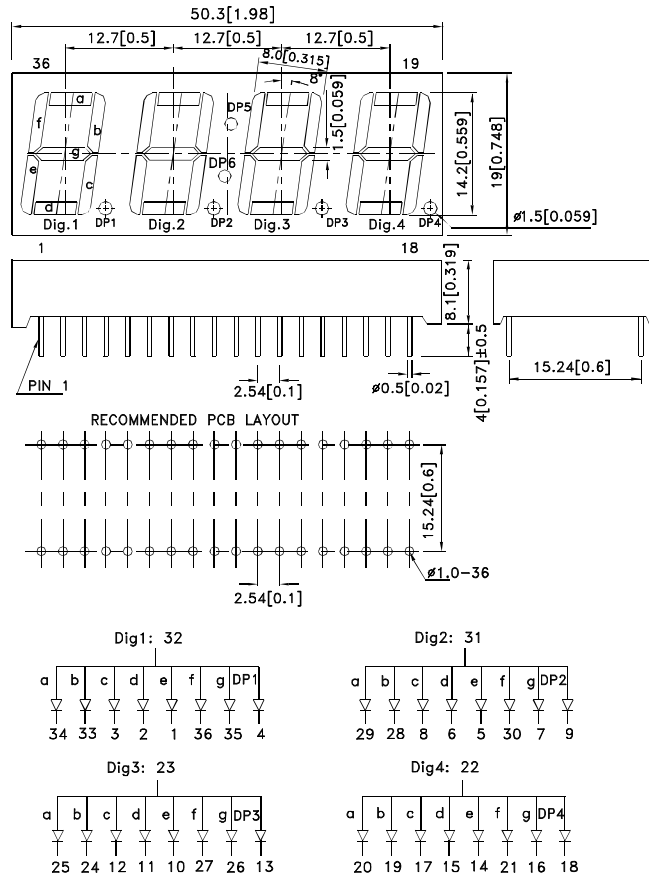 50.3[1.98]
12.7[0.5] 12.7[0.5] 12.7[0.5]
8.0[0.315]
36 8° 19
a DP5
f b
1.5[0.059]
g
DP6
e c
d
14.2[0.559]
19[0.748]
Dig.1 DP1 Dig.2 DP2 Dig.3 DP3 Dig.4 DP4
ø1.5[0.059]
1 18
8.1[0.319]
PIN 1
2.54[0.1]
ø0.5[0.02]
4[0.157]±0.5
15.24[0.6]
RECOMMENDED PCB LAYOUT
15.24[0.6]
ø1.0-36
2.54[0.1]
Dig1: 32
a b c d e f g DP1
34 33 3 2 1 36 35 4
Dig2: 31
a b c d e f g DP2
29 28 8 6 5 30 7 9
Dig3: 23
a b c d e f g DP3
25 24 12 11 10 27 26 13
Dig4: 22
a b c d e f g DP4
20 19 17 15 14 21 16 18